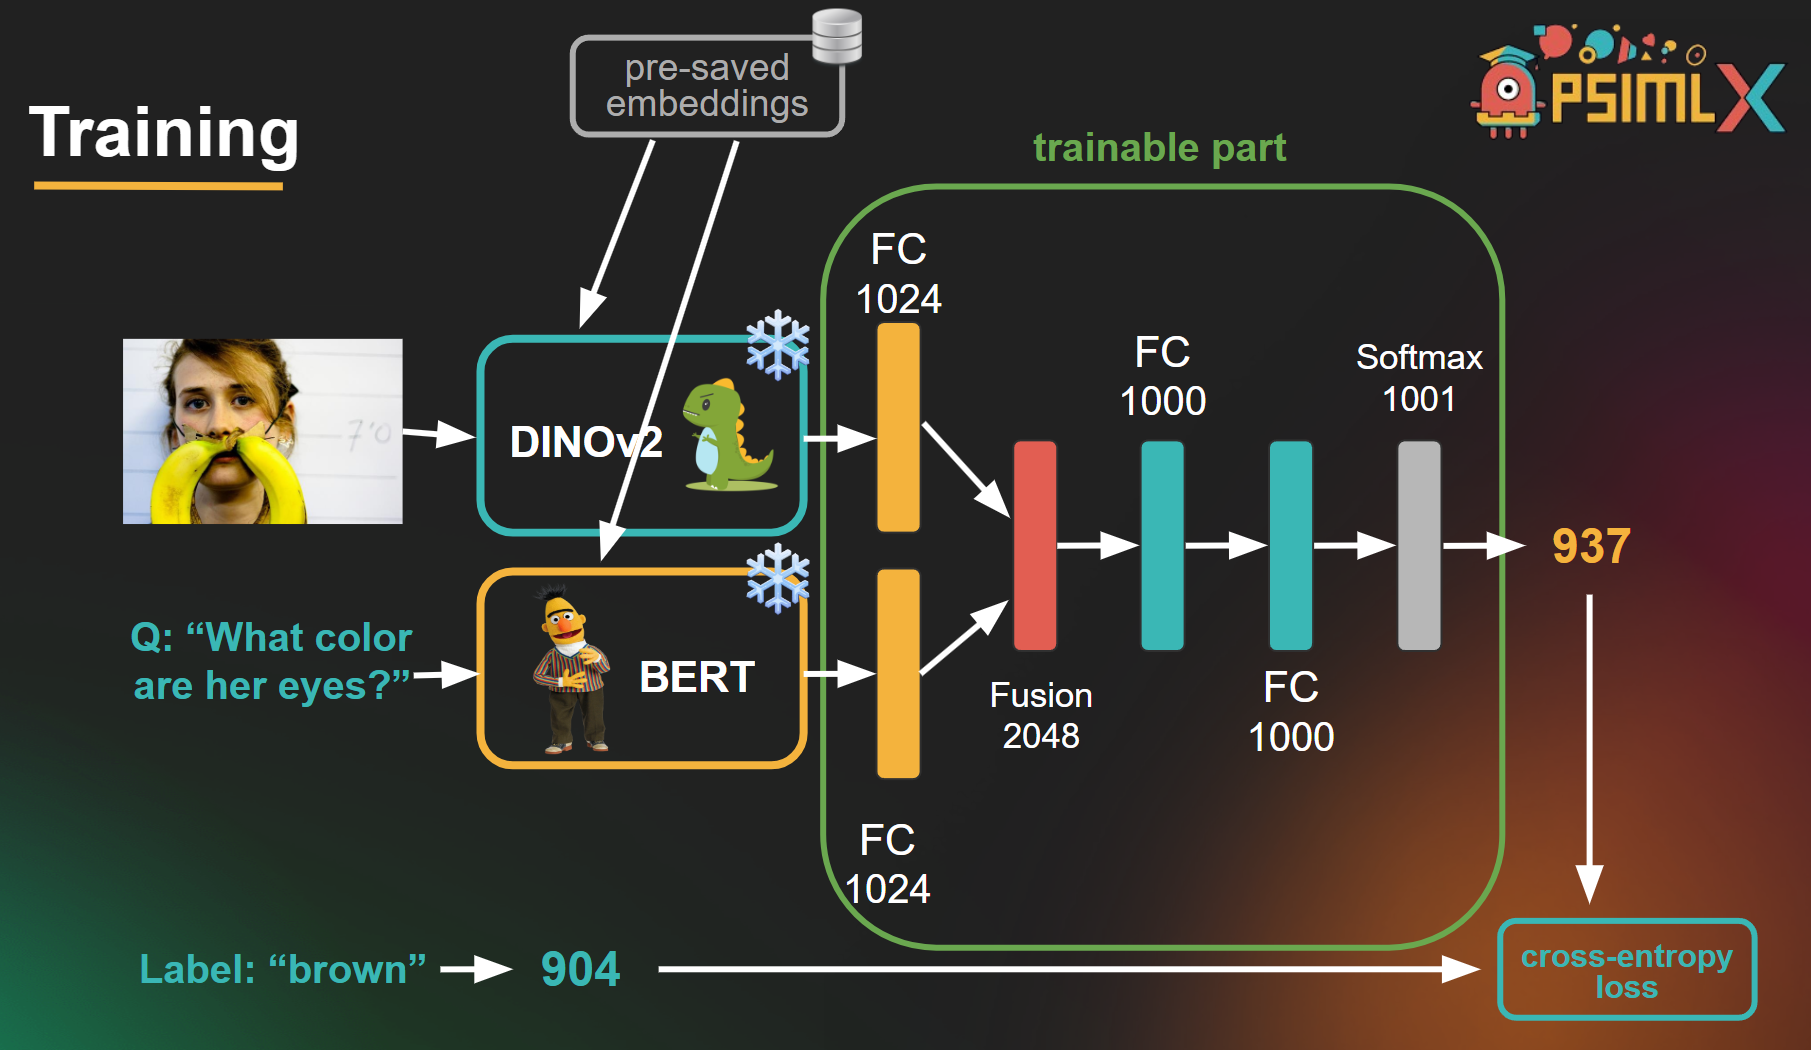 pre-saved
embeddings
PSIML X
Training
trainable part
FC
1024
FC
1000
Softmax
1001
7'0
DINOv2
937
Q: “What color
are her eyes?”
BERT
Fusion
2048
FC
1000
FC
1024
Label: “brown”
904
cross-entropy
loss